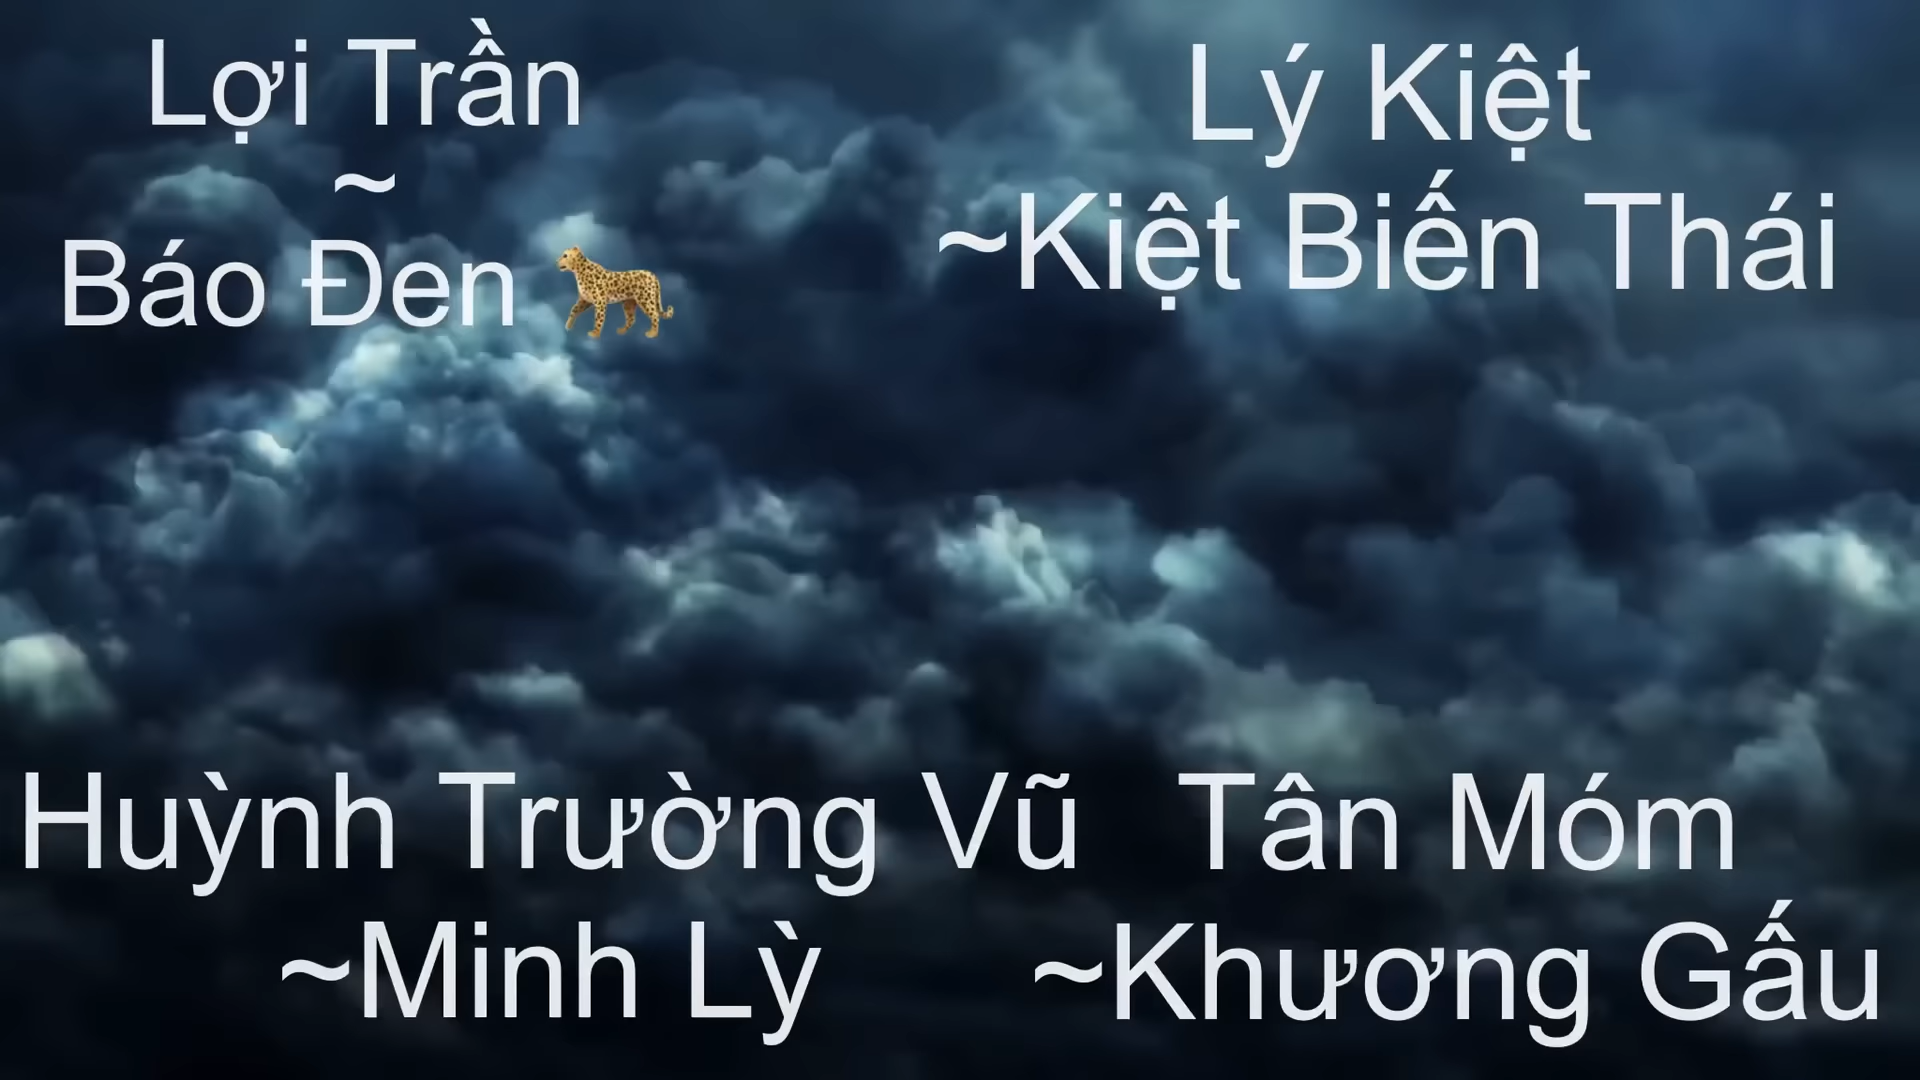 Lợi Trần
~
Báo Đen 🐆
Lý Kiệt
~Kiệt Biến Thái
Huỳnh Trường Vũ
~Minh Lỳ
Tân Móm
~Khương Gấu